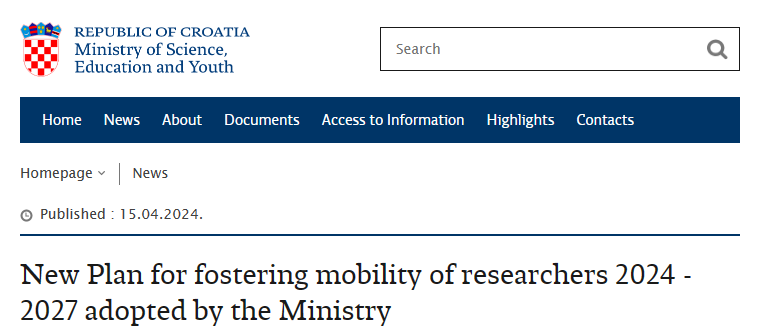 REPUBLIC OF CROATIA
Ministry of Science,
Education and Youth
Search
Home News About Documents Access to Information Highlights Contacts
Homepage News
Published : 15.04.2024.
New Plan for fostering mobility of researchers 2024 -
2027 adopted by the Ministry